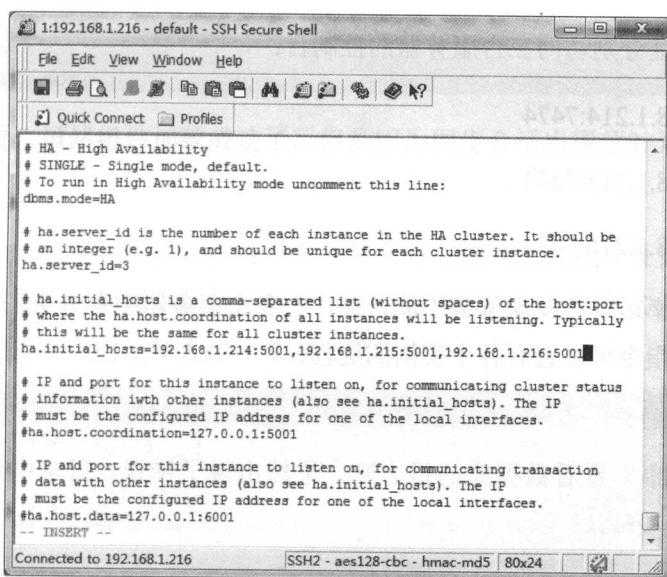 1:192.168.1.216 - default - SSH Secure Shell
File Edit View Window Help
Quick Connect Profiles
# HA - High Availability
# SINGLE - Single mode, default.
# To run in High Availability mode uncomment this line:
dbms.mode=HA
# ha.server_id is the number of each instance in the HA cluster. It should be
# an integer (e.g. 1), and should be unique for each cluster instance.
ha.server_id=3
# ha.initial_hosts is a comma-separated list (without spaces) of the host:port
# where the ha.host.coordination of all instances will be listening. Typically
# this will be the same for all cluster instances.
ha.initial_hosts=192.168.1.214:5001,192.168.1.215:5001,192.168.1.216:5001
# IP and port for this instance to listen on, for communicating cluster status
# information iwth other instances (also see ha.initial_hosts). The IP
# must be the configured IP address for one of the local interfaces.
#ha.host.coordination=127.0.0.1:5001
# IP and port for this instance to listen on, for communicating transaction
# data with other instances (also see ha.initial_hosts). The IP
# must be the configured IP address for one of the local interfaces.
#ha.host.data=127.0.0.1:6001
-- INSERT --
Connected to 192.168.1.216 SSH2 - aes128-cbc - hmac-md5 80x24